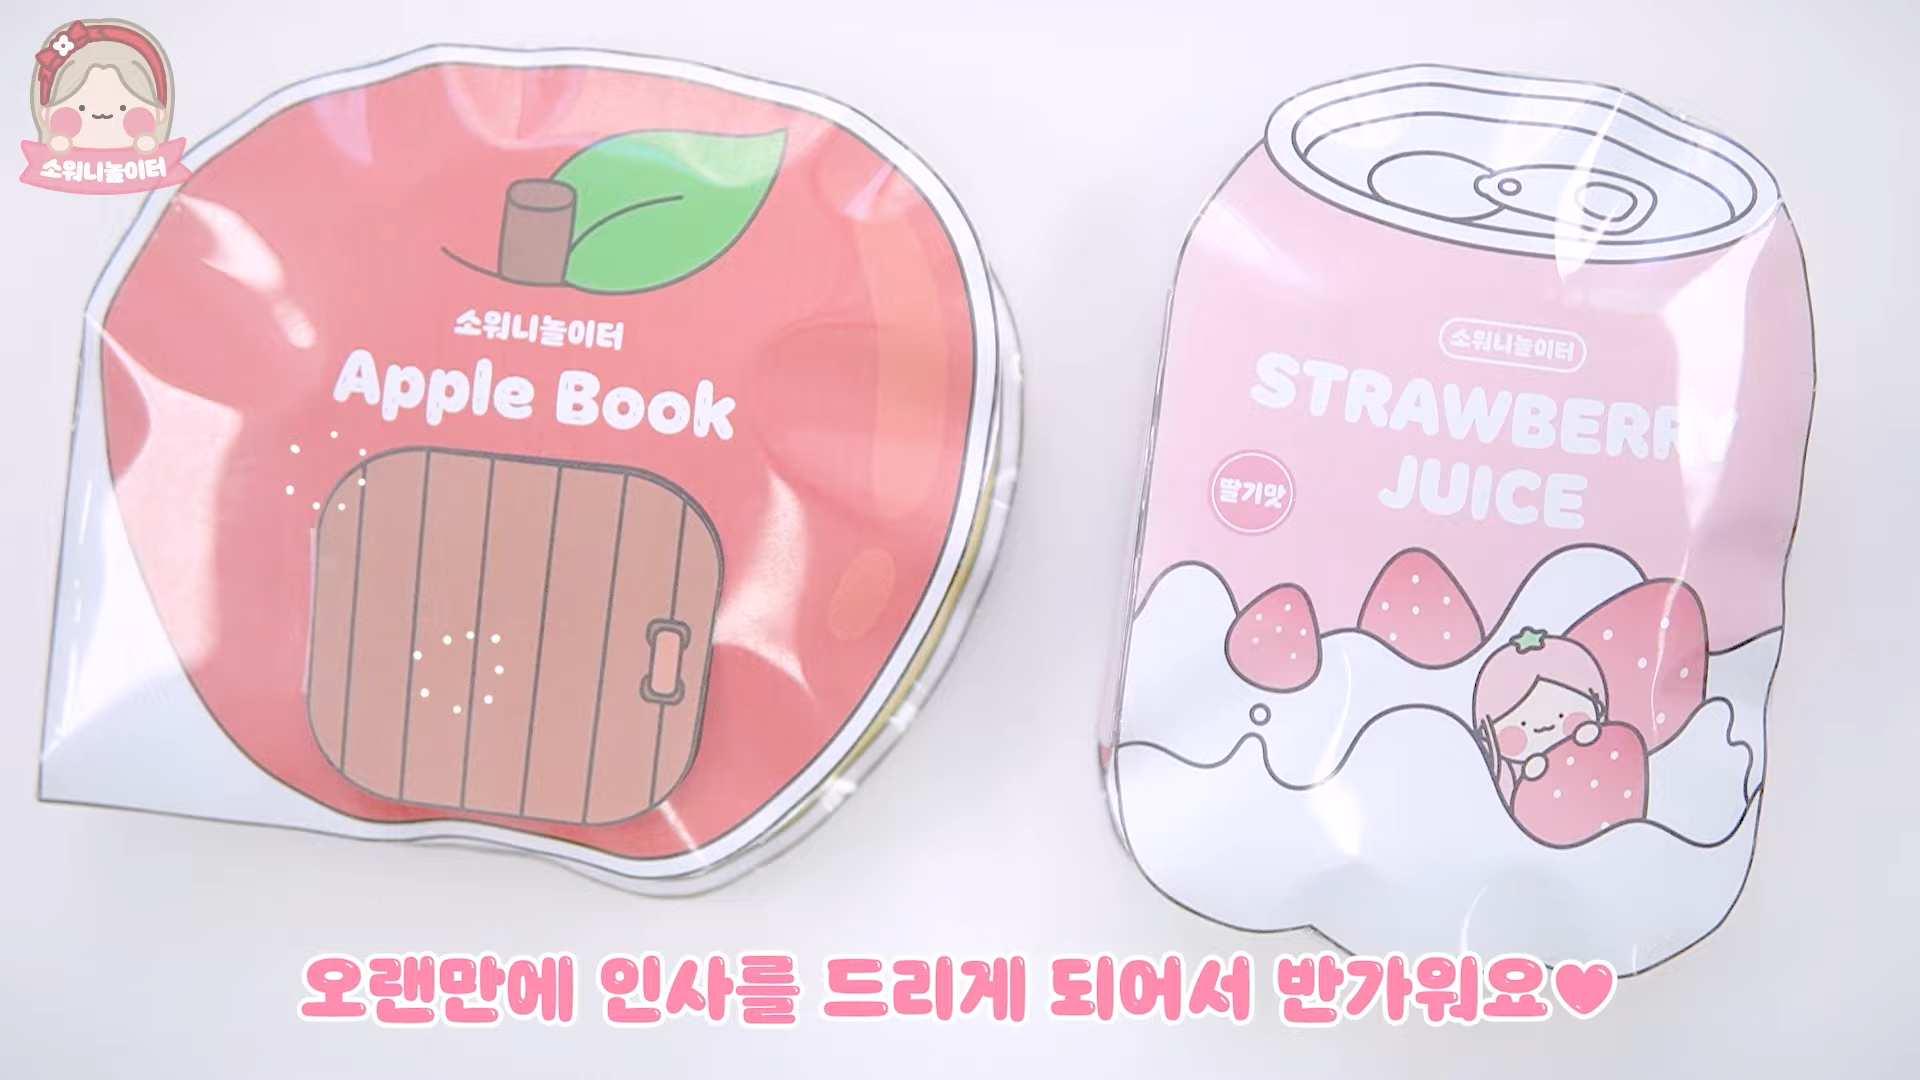 소워니놀이터
소워니놀이터
Apple Book
소워니놀이터
STRAWBERRY
JUICE
딸기맛
오랜만에 인사를 드리게 되어서 반가워요♥